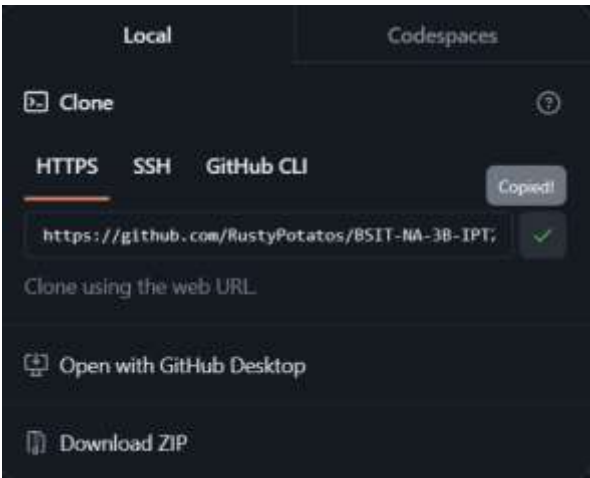 Local Codespaces
Clone
HTTPS SSH GitHub CLI
Copied!
https://github.com/RustyPotatos/BSIT-NA-3B-IPT
Clone using the web URL.
Open with GitHub Desktop
Download ZIP